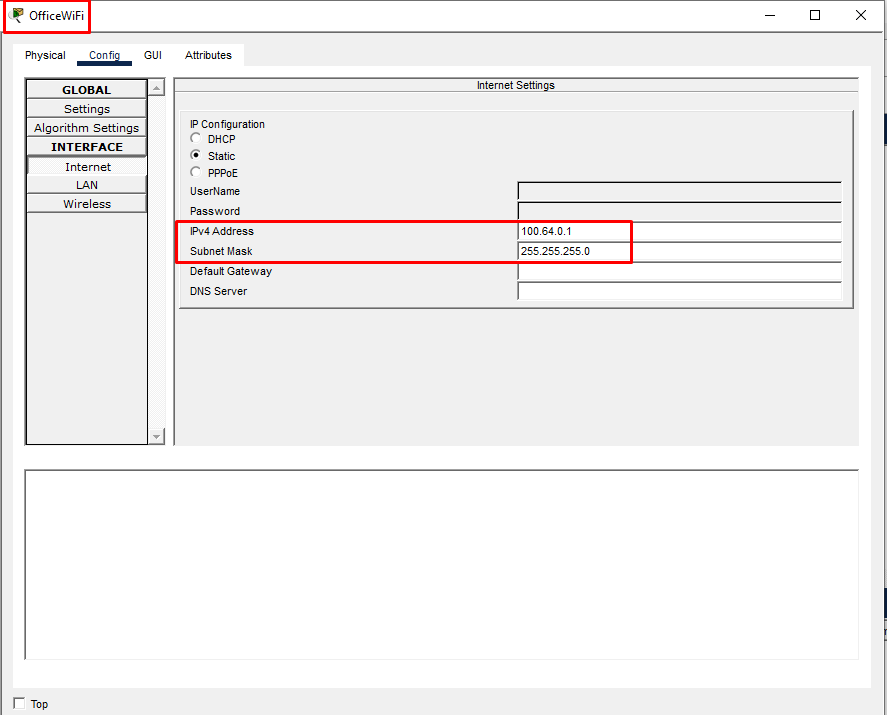 OfficeWiFi
Physical Config GUI Attributes
GLOBAL
Settings
Algorithm Settings
INTERFACE
Internet
LAN
Wireless
Internet Settings
IP Configuration
DHCP
Static
PPPoE
UserName
Password
IPv4 Address 100.64.0.1
Subnet Mask 255.255.255.0
Default Gateway
DNS Server
Top